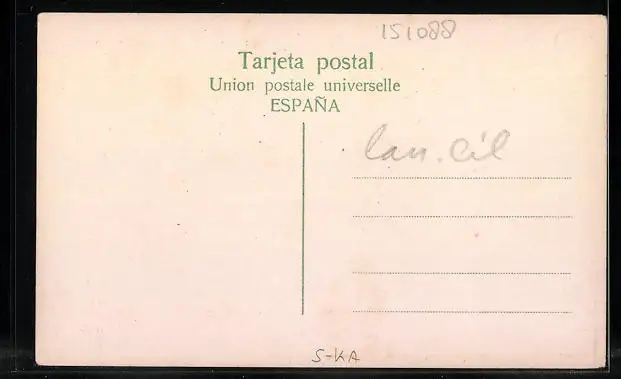 151088
Tarjeta postal
Union postale universelle
ESPAÑA
S-KA